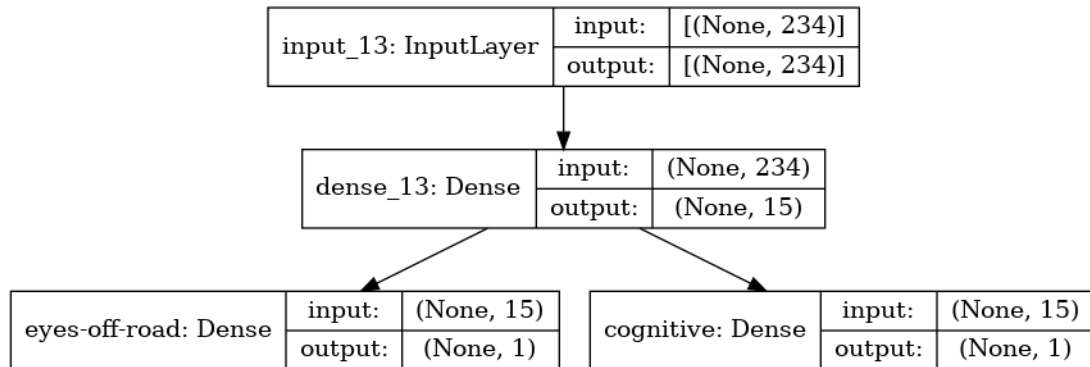 input_13: InputLayer
input: [(None, 234)]
output: [(None, 234)]
dense_13: Dense
input: (None, 234)
output: (None, 15)
eyes-off-road: Dense
input: (None, 15)
output: (None, 1)
cognitive: Dense
input: (None, 15)
output: (None, 1)